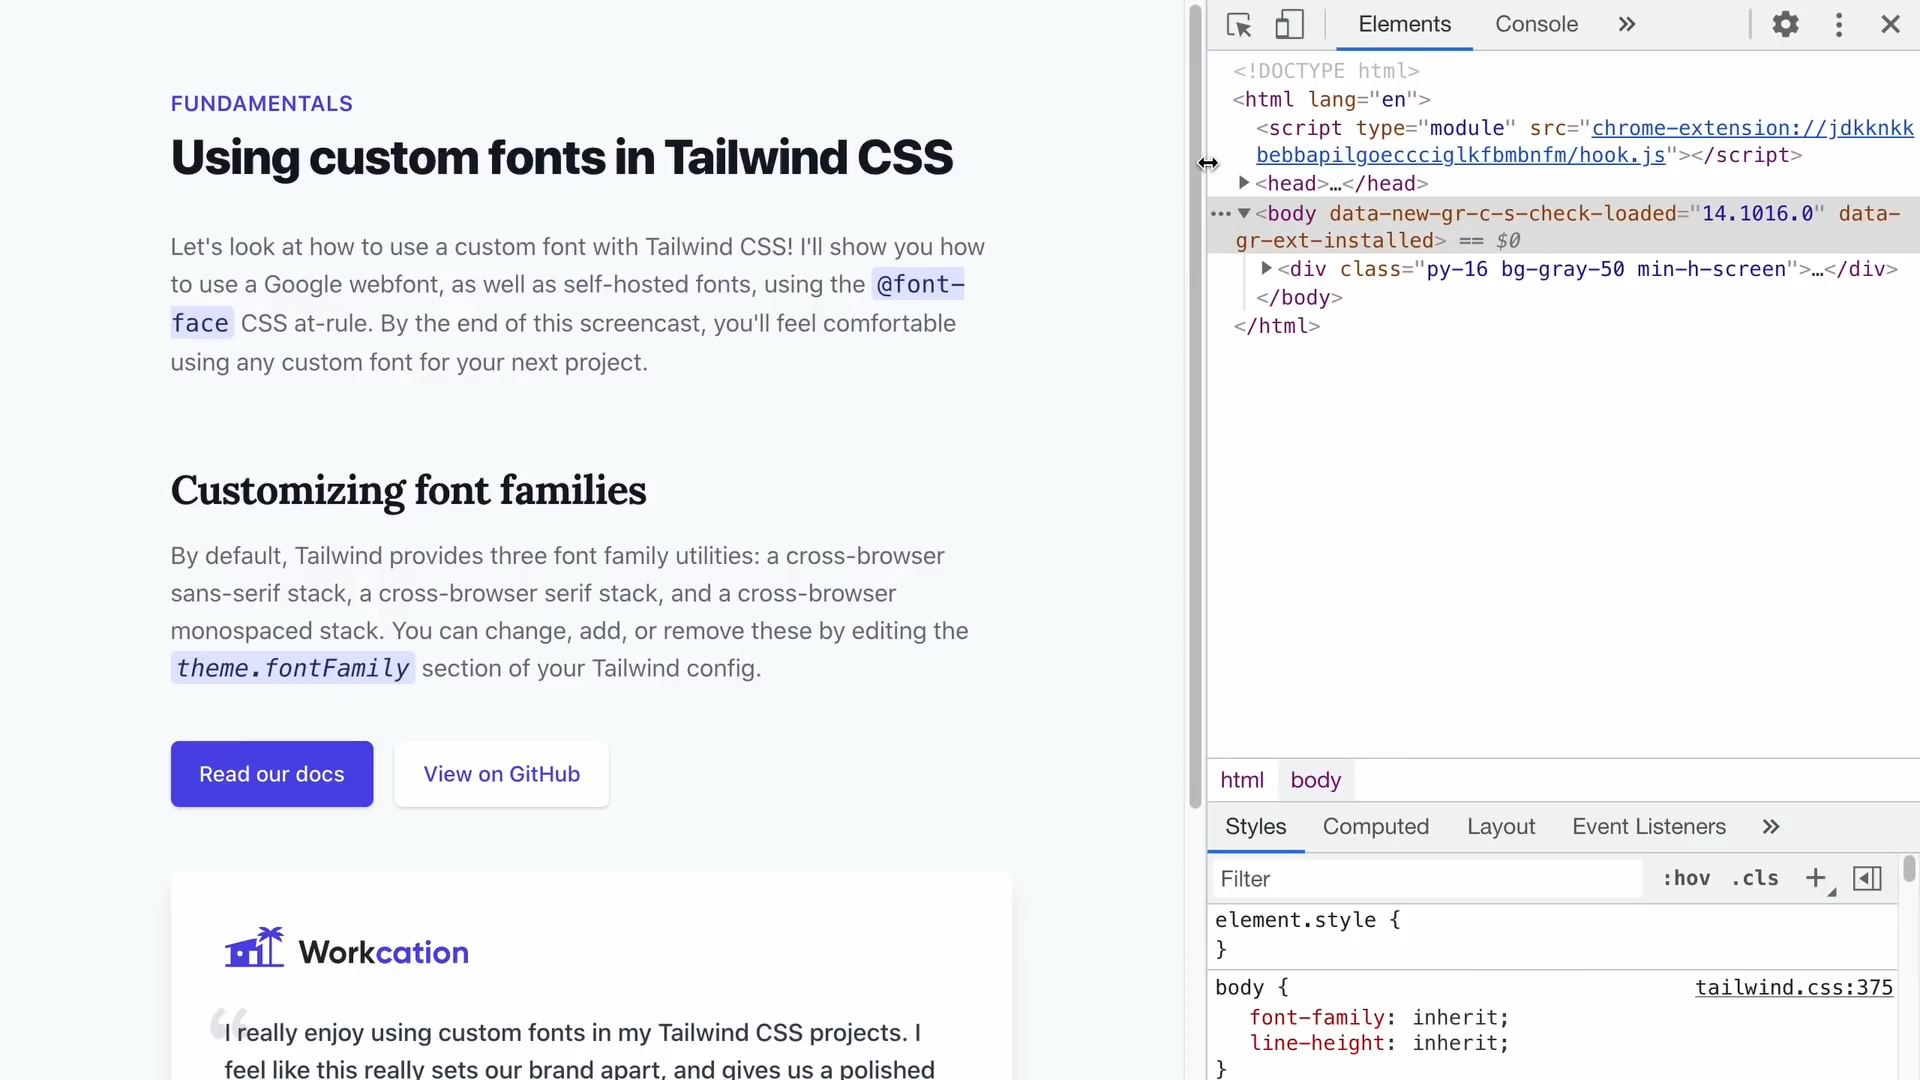 FUNDAMENTALS
Using custom fonts in Tailwind CSS
Let's look at how to use a custom font with Tailwind CSS! I'll show you how
to use a Google webfont, as well as self-hosted fonts, using the @font-
face CSS at-rule. By the end of this screencast, you'll feel comfortable
using any custom font for your next project.
Customizing font families
By default, Tailwind provides three font family utilities: a cross-browser
sans-serif stack, a cross-browser serif stack, and a cross-browser
monospaced stack. You can change, add, or remove these by editing the
theme.fontFamily section of your Tailwind config.
Read our docs
View on GitHub
Workcation
“
I really enjoy using custom fonts in my Tailwind CSS projects. I
feel like this really sets our brand apart, and gives us a polished
Elements
Console
<!DOCTYPE html>
<html lang="en">
<script type="module" src="chrome-extension://jdkknkk
bebbapilgoeccciglkfbmbnfm/hook.js"></script>
<head>…</head>
<body data-new-gr-c-s-check-loaded="14.1016.0" data-
gr-ext-installed> == $0
<div class="py-16 bg-gray-50 min-h-screen">…</div>
</body>
</html>
html
body
Styles
Computed
Layout
Event Listeners
Filter
:hov
.cls
element.style {
}
body {
tailwind.css:375
font-family: inherit;
line-height: inherit;
}